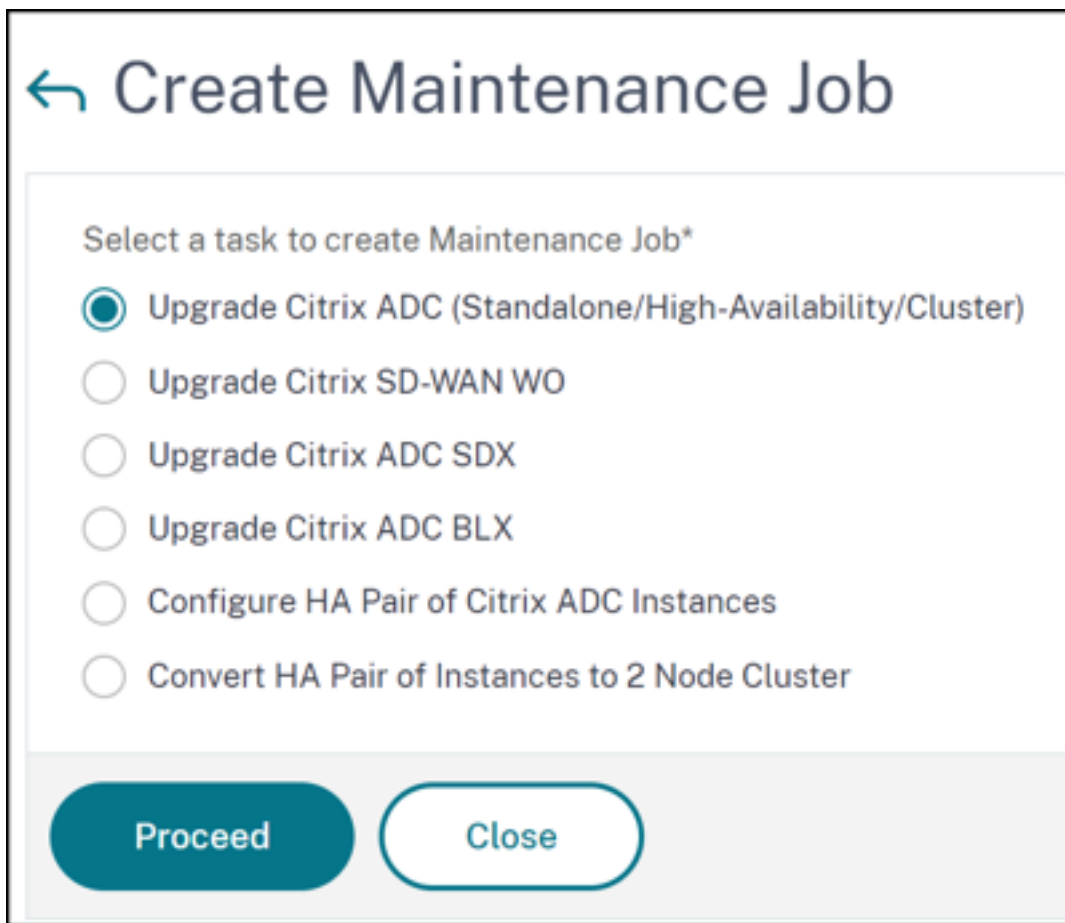 Create Maintenance Job
Select a task to create Maintenance Job*
Upgrade Citrix ADC (Standalone/High-Availability/Cluster)
Upgrade Citrix SD-WAN WO
Upgrade Citrix ADC SDX
Upgrade Citrix ADC BLX
Configure HA Pair of Citrix ADC Instances
Convert HA Pair of Instances to 2 Node Cluster
Proceed Close